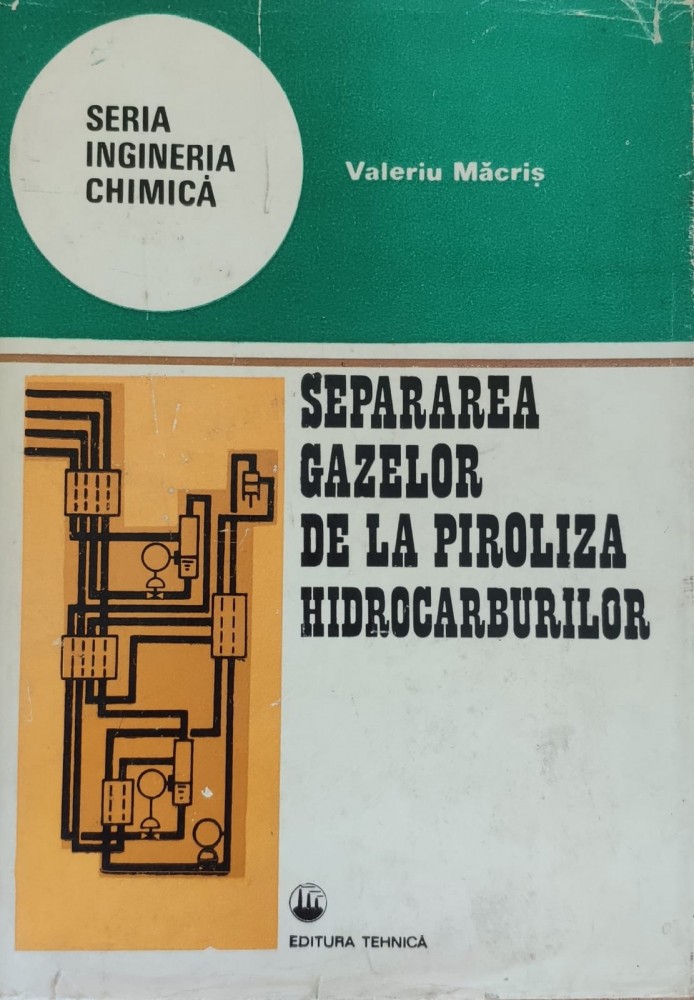 SERIA
INGINERIA
CHIMICĂ
Valeriu Măcriș
SEPARAREA
GAZELOR
DE LA PIROLIZA
HIDROCARBURILOR
EDITURA TEHNICĂ